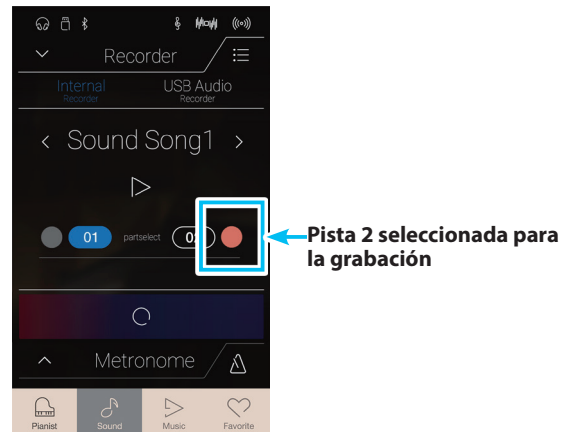 Recorder
Internal
Recorder
USB Audio
Recorder
Sound Song1
01
partselect
Pista 2 seleccionada para
la grabación
Metronome
Pianist
Sound
Music
Favorite